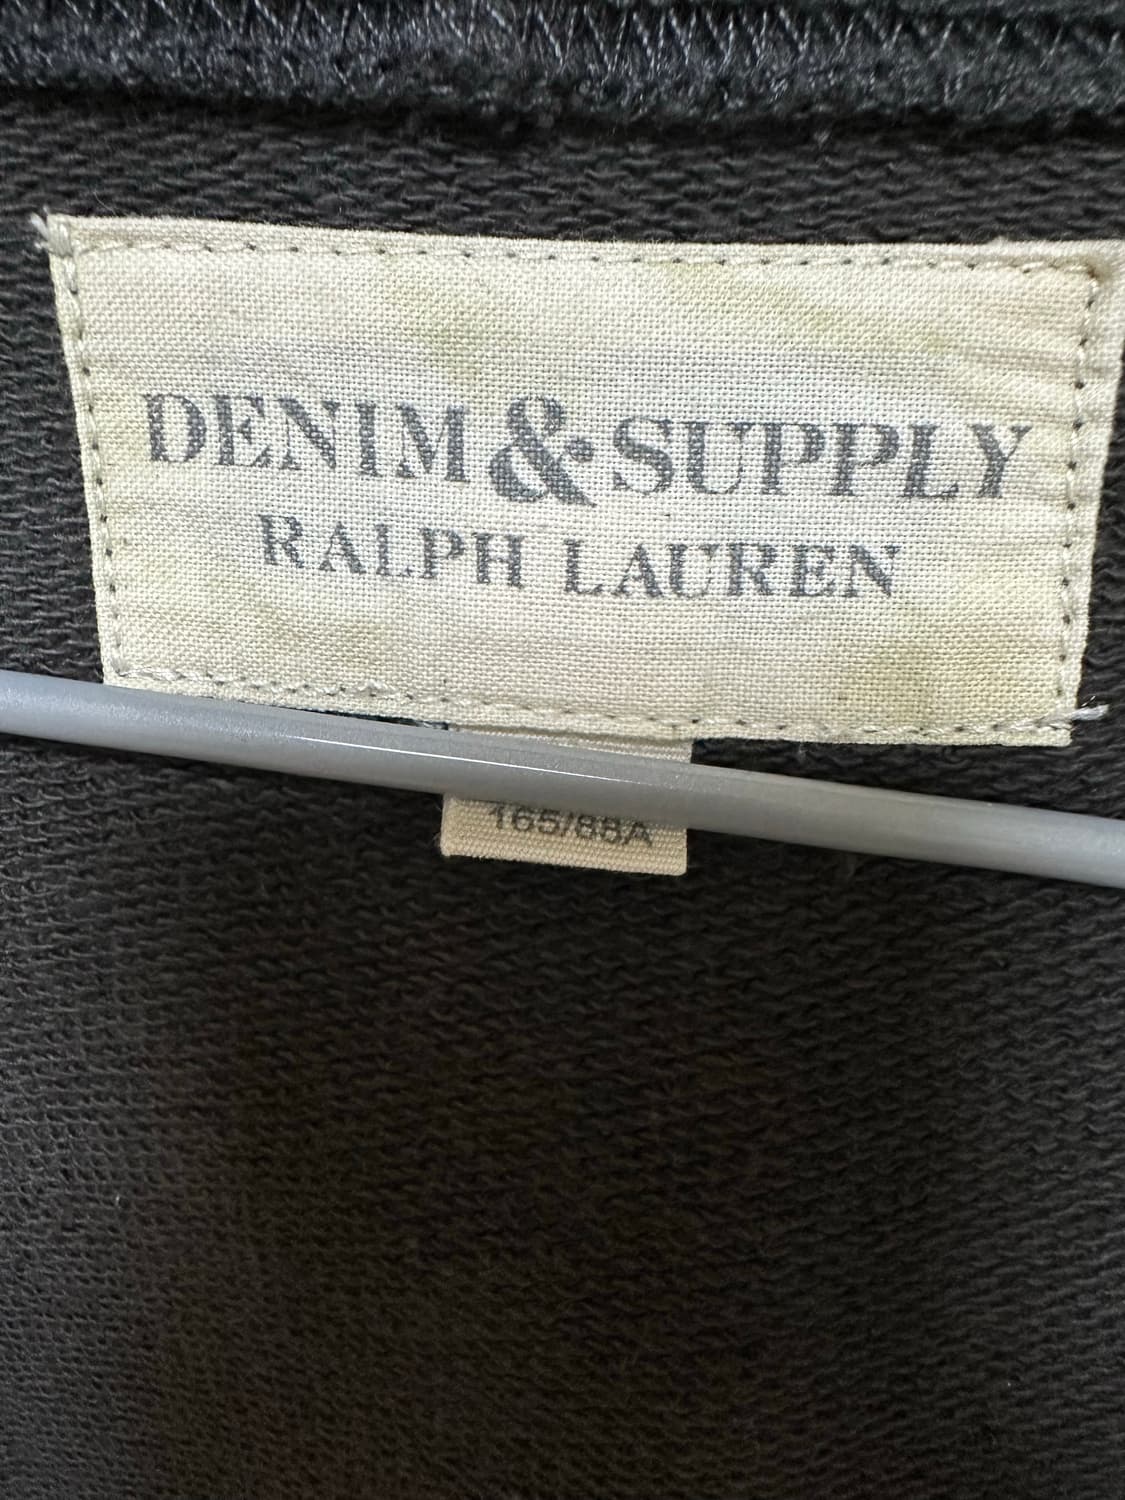 DENIM & SUPPLY
RALPH LAUREN
165/88A